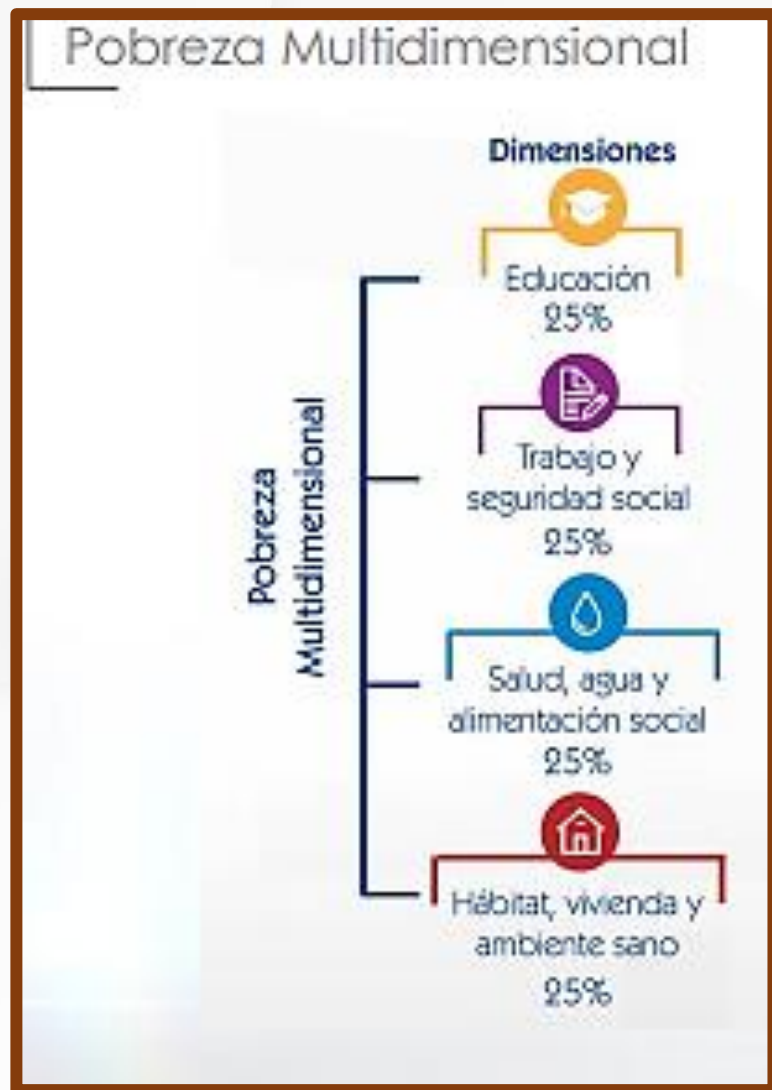 Pobreza Multidimensional
Dimensiones
Educación
25%
Trabajo y
seguridad social
25%
Salud, agua y
alimentación social
25%
Hábitat, vivienda y
ambiente sano
25%
Pobreza
Multidimensional